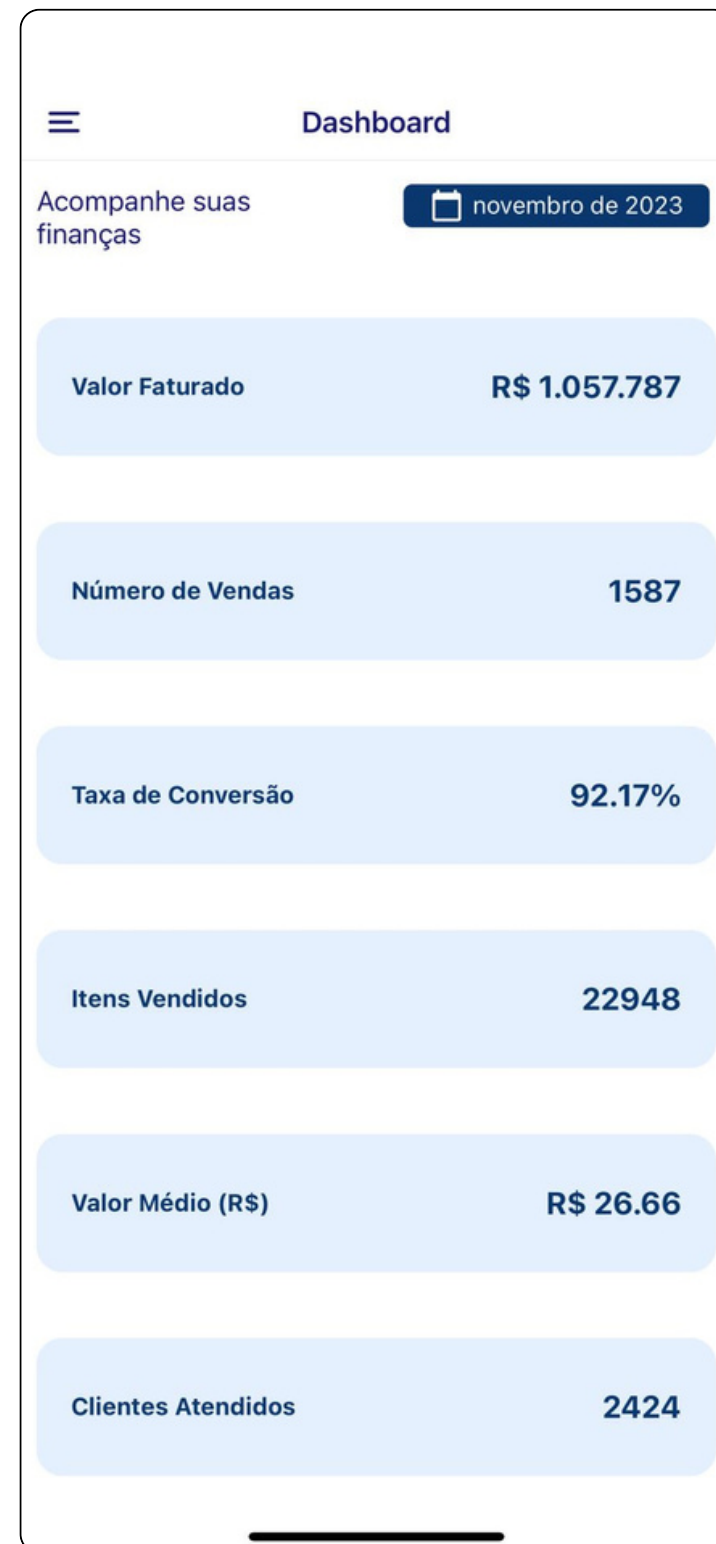 Dashboard
Acompanhe suas
finanças
novembro de 2023
Valor Faturado
R$ 1.057.787
Número de Vendas
1587
Taxa de Conversão
92.17%
Itens Vendidos
22948
Valor Médio (R$)
R$ 26.66
Clientes Atendidos
2424